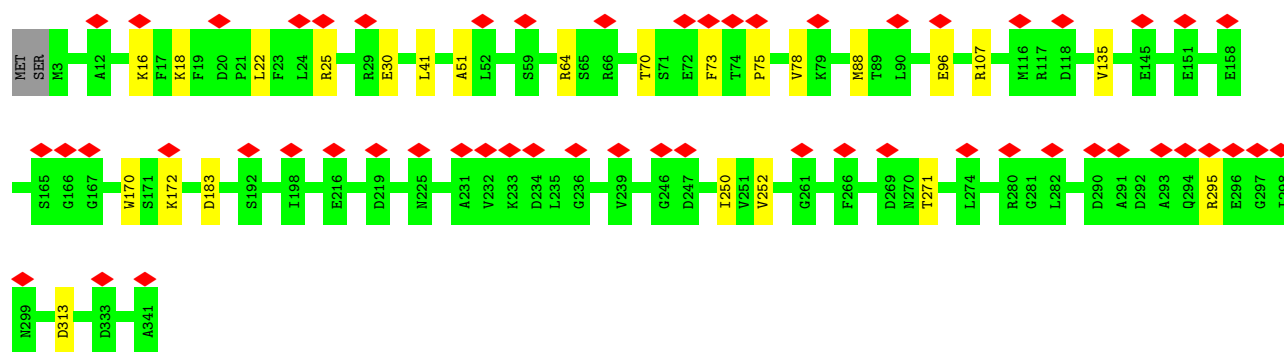 MET SER M3 A12 K16 F17 K18 F19 D20 P21 L22 F23 L24 R25 R29 E30 L41 A51 L52 S59 R64 S65 R66 T70 S71 E72 F73 T74 P75 V78 K79 M88 T89 L90 E96 R107 M116 R117 D118 V135 E145 E151 E158
S165 G166 G167 W170 S171 K172 D183 S192 I198 E216 D219 N225 A231 V232 K233 D234 L235 G236 V239 G246 D247 I250 V251 V252 G261 F266 D269 N270 T271 L274 R280 G281 L282 D290 A291 D292 A293 Q294 R295 E296 G297
N299 D313 D333 A341